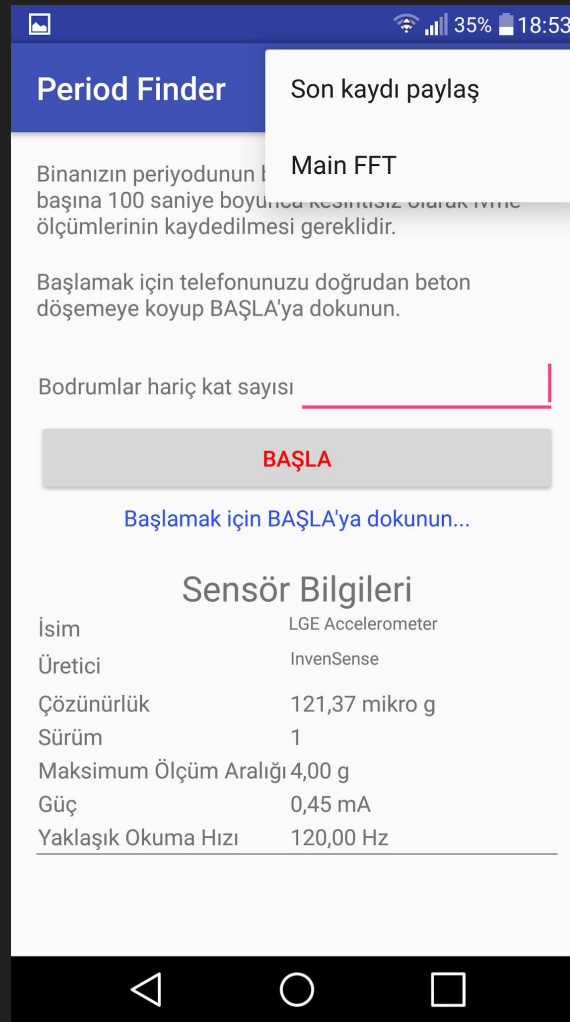 35% 18:53
Period Finder
Son kaydı paylaş
Main FFT
Binanızın periyodunun
başına 100 saniye boyunca kesintisiz olarak ivme
ölçümlerinin kaydedilmesi gereklidir.
Başlamak için telefonunuzu doğrudan beton
döşemeye koyup BAŞLA'ya dokunun.
Bodrumlar hariç kat sayısı
BAŞLA
Başlamak için BAŞLA'ya dokunun...
Sensör Bilgileri
İsim LGE Accelerometer
Üretici InvenSense
Çözünürlük 121,37 mikro g
Sürüm 1
Maksimum Ölçüm Aralığı 4,00 g
Güç 0,45 mA
Yaklaşık Okuma Hızı 120,00 Hz